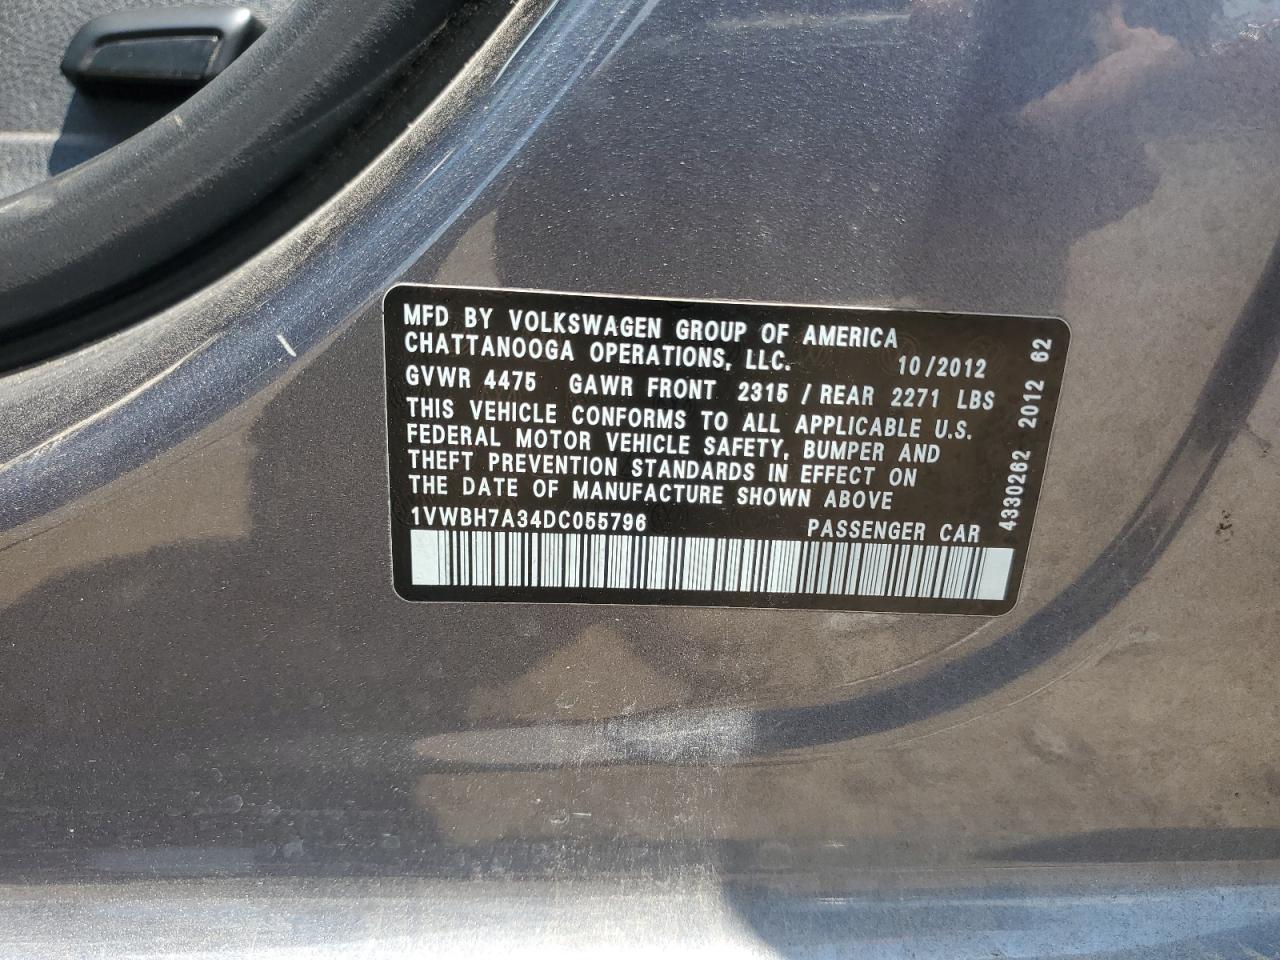 MFD BY VOLKSWAGEN GROUP OF AMERICA
CHATTANOOGA OPERATIONS, LLC. 10/2012
GVWR 4475 GAWR FRONT 2315 / REAR 2271 LBS
THIS VEHICLE CONFORMS TO ALL APPLICABLE U.S.
FEDERAL MOTOR VEHICLE SAFETY, BUMPER AND
THEFT PREVENTION STANDARDS IN EFFECT ON
THE DATE OF MANUFACTURE SHOWN ABOVE
1VWBH7A34DC055796 PASSENGER CAR
4330262 2012 62